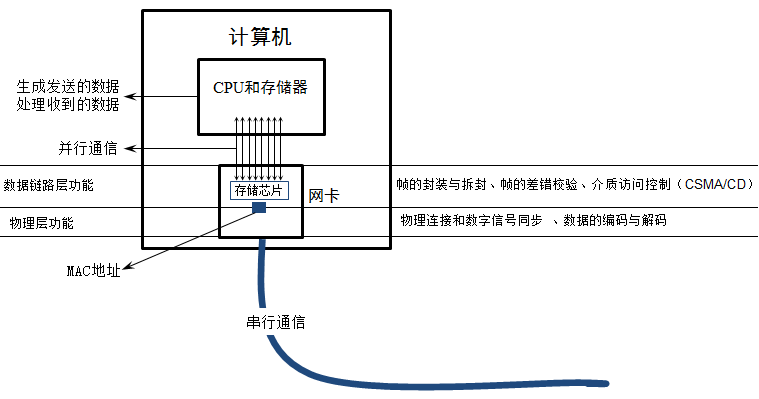 计算机
CPU和存储器
生成发送的数据
处理收到的数据
并行通信
数据链路层功能
存储芯片
网卡
帧的封装与拆封、帧的差错校验、介质访问控制（CSMA/CD）
物理层功能
物理连接和数字信号同步 、数据的编码与解码
MAC地址
串行通信